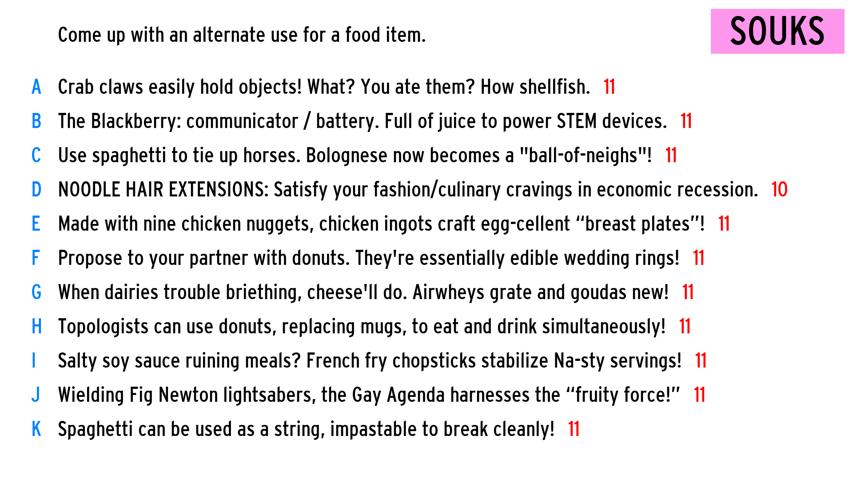 SOUKS
Come up with an alternate use for a food item.
A Crab claws easily hold objects! What? You ate them? How shellfish. 11
B The Blackberry: communicator / battery. Full of juice to power STEM devices. 11
C Use spaghetti to tie up horses. Bolognese now becomes a "ball-of-neighs"! 11
D NOODLE HAIR EXTENSIONS: Satisfy your fashion/culinary cravings in economic recession. 10
E Made with nine chicken nuggets, chicken ingots craft egg-cellent “breast plates”! 11
F Propose to your partner with donuts. They're essentially edible wedding rings! 11
G When dairies trouble briething, cheese'll do. Airwheys grate and goudas new! 11
H Topologists can use donuts, replacing mugs, to eat and drink simultaneously! 11
I Salty soy sauce ruining meals? French fry chopsticks stabilize Na-sty servings! 11
J Wielding Fig Newton lightsabers, the Gay Agenda harnesses the “fruity force!” 11
K Spaghetti can be used as a string, impastable to break cleanly! 11